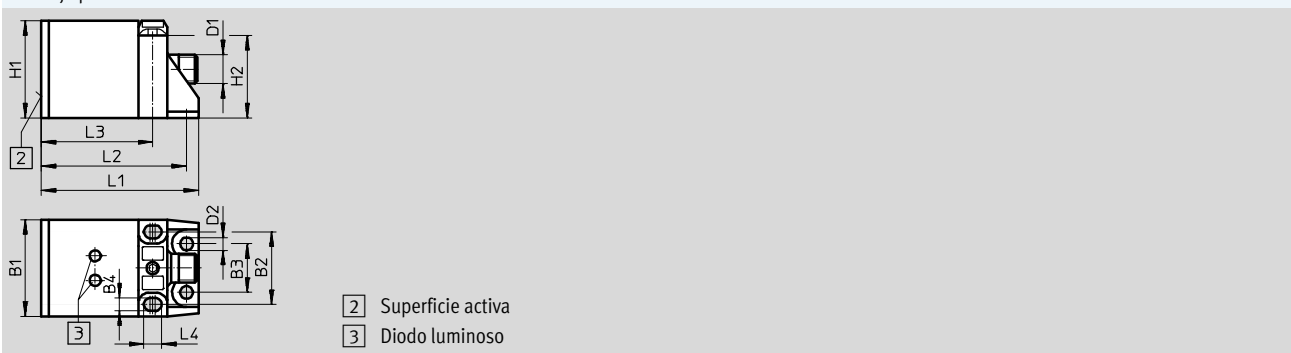 D1
H1
H2
L3
2
L2
L1
D2
B1
B4
B3
B2
3
L4
2 Superficie activa
3 Diodo luminoso